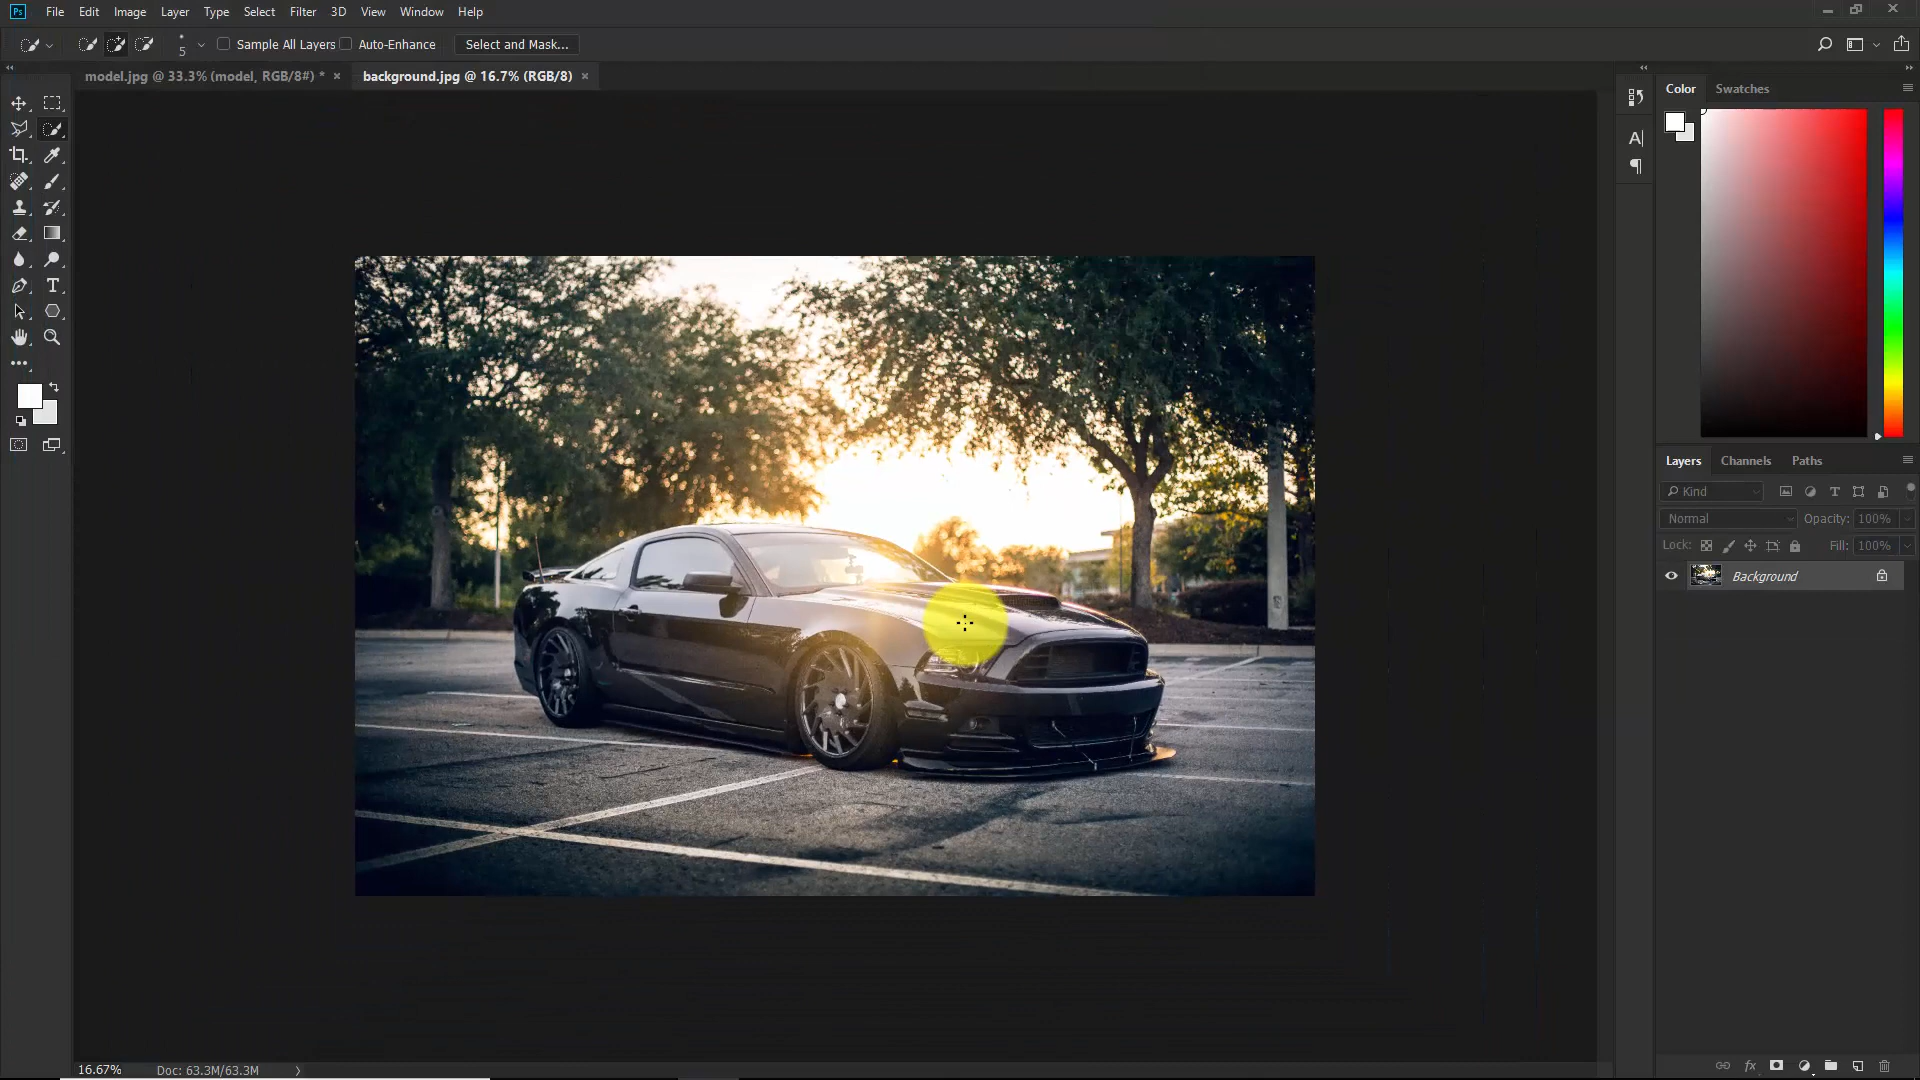 Ps File Edit Image Layer Type Select Filter 3D View Window Help
5 Sample All Layers Auto-Enhance Select and Mask...
model.jpg @ 33.3% (model, RGB/8#) * × background.jpg @ 16.7% (RGB/8) ×
Color Swatches
Layers Channels Paths
Kind
Normal Opacity: 100%
Lock: Fill: 100%
Background
fx
16.67% Doc: 63.3M/63.3M